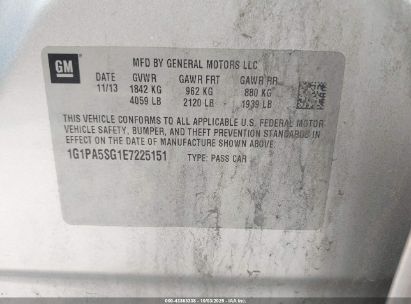 GM
MFD BY GENERAL MOTORS LLC
DATE GVWR GAWR FRT GAWR RR
11/13 1842 KG 962 KG 880 KG
4059 LB 2120 LB 1939 LB
THIS VEHICLE CONFORMS TO ALL APPLICABLE U.S. FEDERAL MOTOR
VEHICLE SAFETY, BUMPER, AND THEFT PREVENTION STANDARDS IN
EFFECT ON THE DATE OF MANUFACTURE SHOWN ABOVE.
1G1PA5SG1E7225151 TYPE: PASS CAR